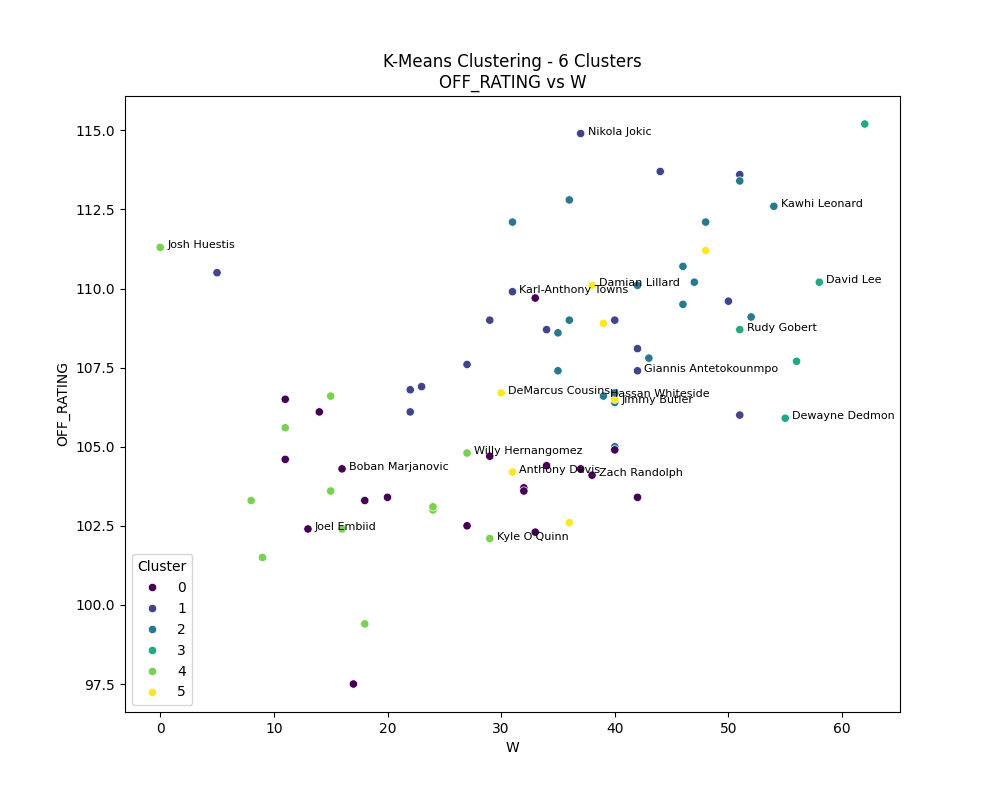 K-Means Clustering - 6 Clusters
OFF_RATING vs W
115.0
112.5
110.0
107.5
105.0
102.5
100.0
97.5
OFF_RATING
Nikola Jokic
Kawhi Leonard
Josh Huestis
David Lee
Damian Lillard
Karl-Anthony Towns
Rudy Gobert
Giannis Antetokounmpo
DeMarcus Cousins
Hassan Whiteside
Jimmy Butler
Dewayne Dedmon
Willy Hernangomez
Boban Marjanovic
Anthony Davis
Zach Randolph
Joel Embiid
Kyle O'Quinn
Cluster
0
1
2
3
4
5
0 10 20 30 40 50 60
W